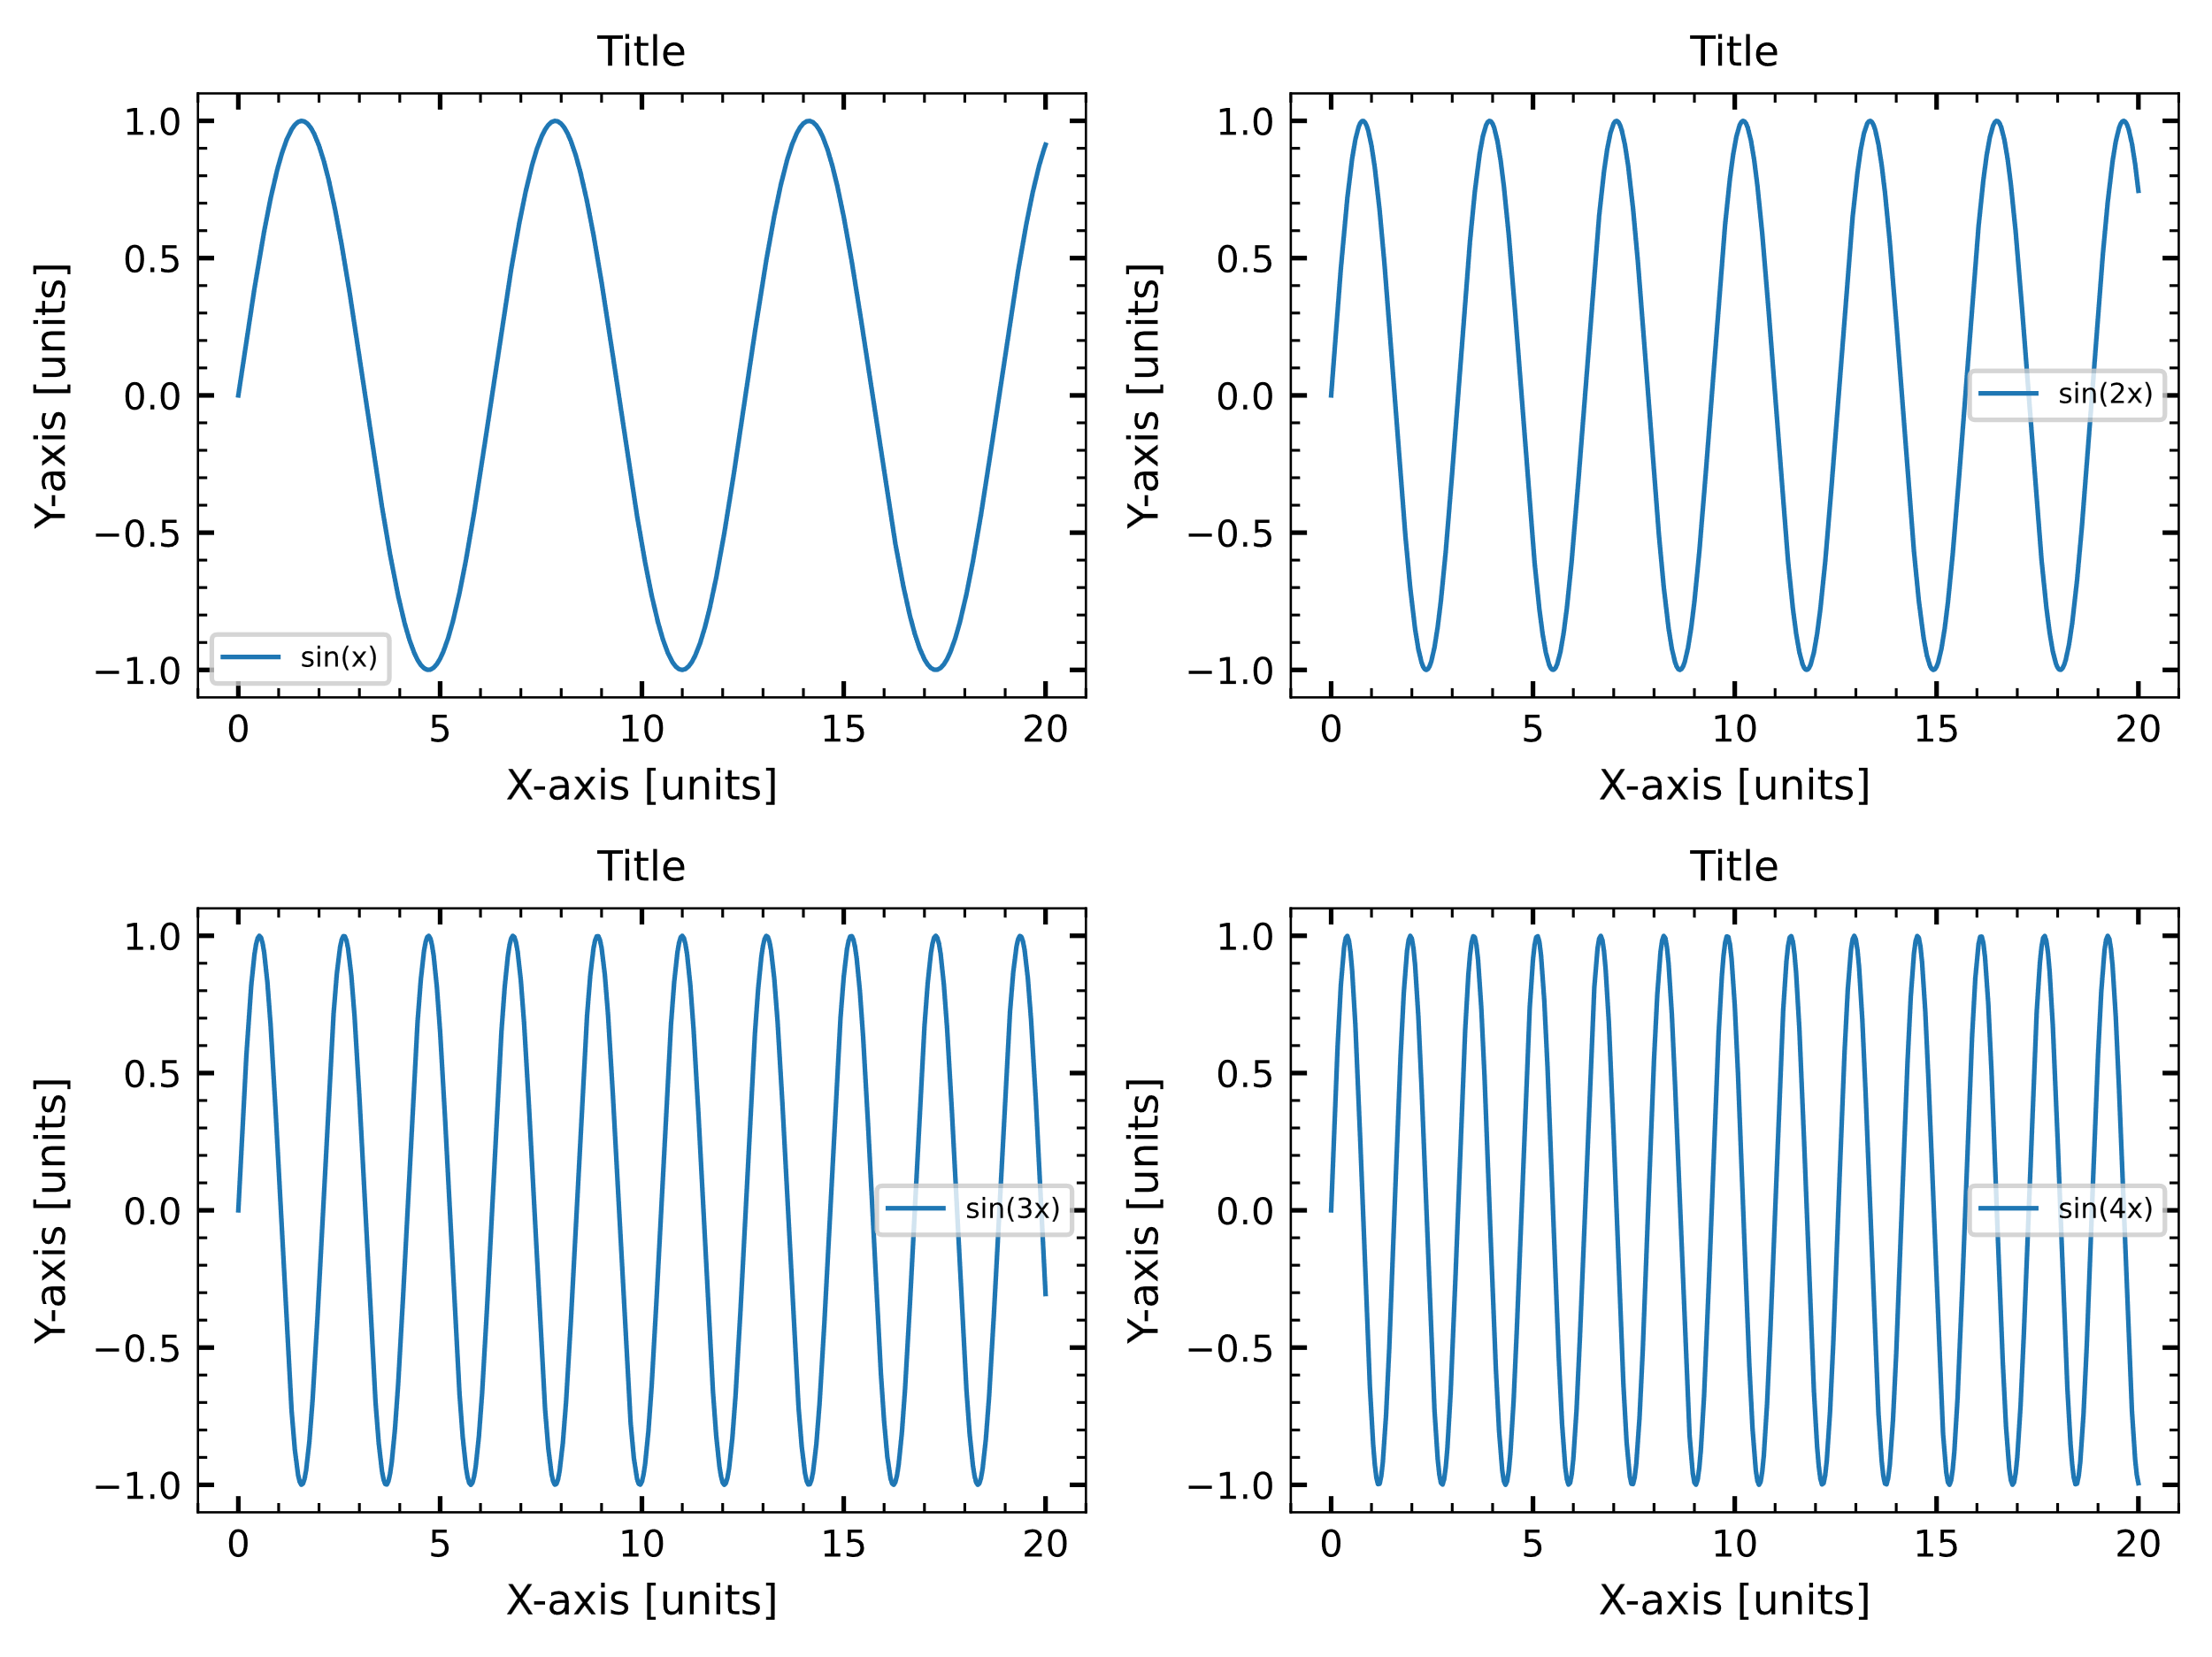 Title
Y-axis [units]
1.0
0.5
0.0
−0.5
−1.0
sin(x)
0 5 10 15 20
X-axis [units]
Title
Y-axis [units]
1.0
0.5
0.0
−0.5
−1.0
sin(2x)
0 5 10 15 20
X-axis [units]
Title
Y-axis [units]
1.0
0.5
0.0
−0.5
−1.0
sin(3x)
0 5 10 15 20
X-axis [units]
Title
Y-axis [units]
1.0
0.5
0.0
−0.5
−1.0
sin(4x)
0 5 10 15 20
X-axis [units]